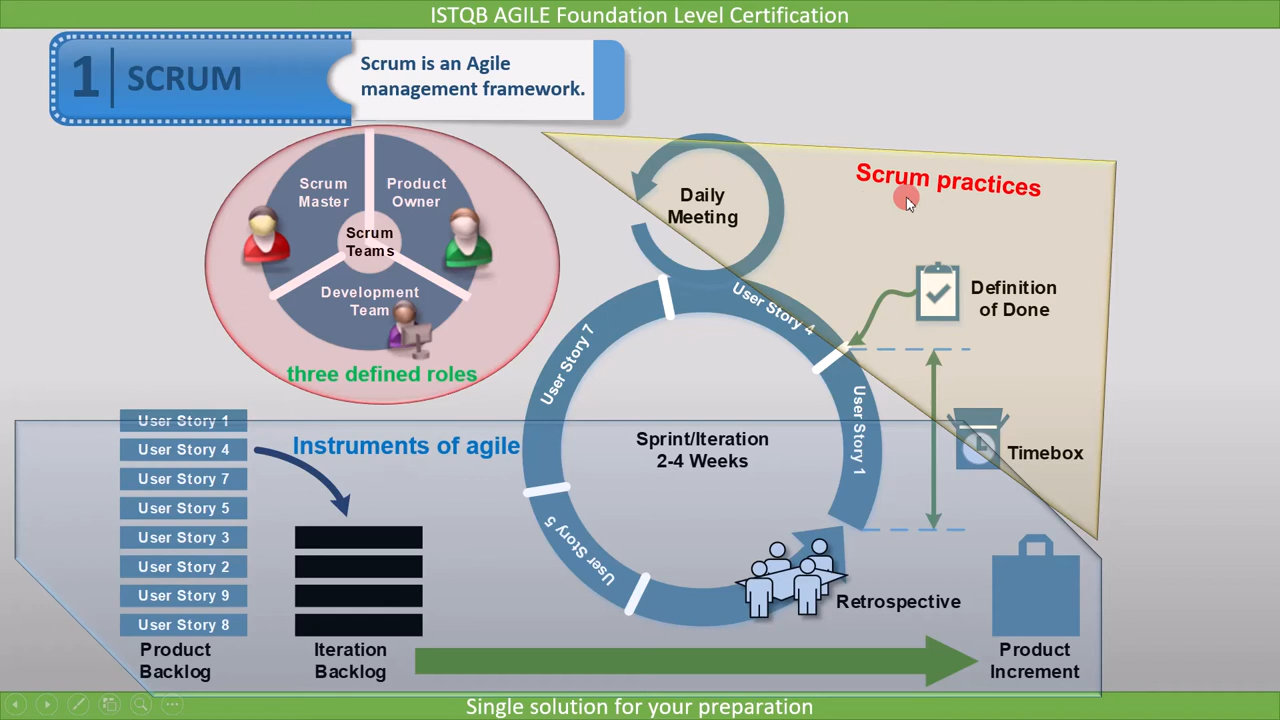 ISTQB AGILE Foundation Level Certification
1 SCRUM
Scrum is an Agile
management framework.
Scrum
Master
Product
Owner
Scrum
Teams
Development
Team
three defined roles
Daily
Meeting
Scrum practices
Definition
of Done
Timebox
User Story 4
User Story 1
User Story 7
User Story 5
Sprint/Iteration
2-4 Weeks
User Story 1
User Story 4
User Story 7
User Story 5
User Story 3
User Story 2
User Story 9
User Story 8
Product
Backlog
Instruments of agile
Iteration
Backlog
Retrospective
Product
Increment
Single solution for your preparation